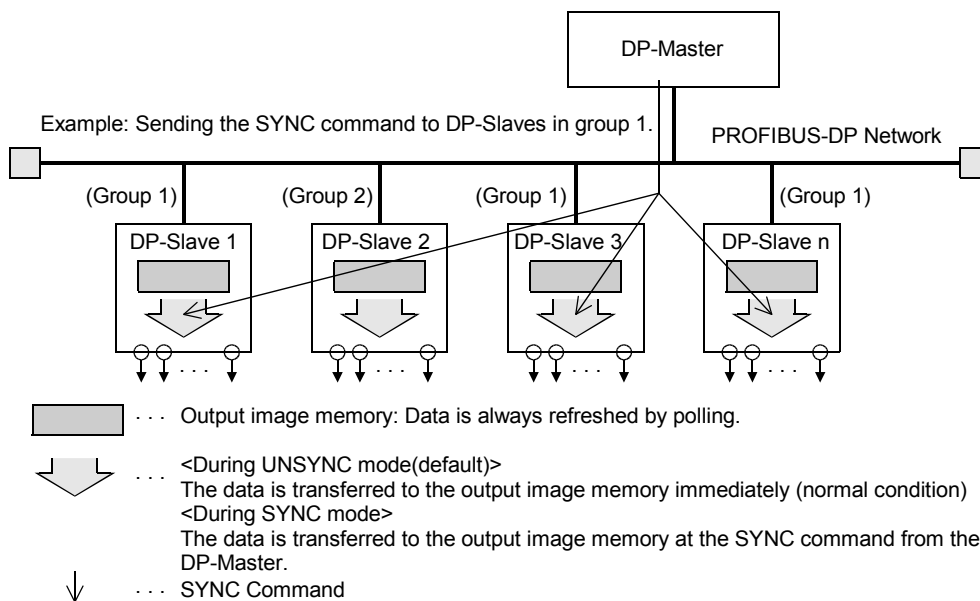 DP-Master
Example: Sending the SYNC command to DP-Slaves in group 1.
PROFIBUS-DP Network
(Group 1) (Group 2) (Group 1) (Group 1)
DP-Slave 1 DP-Slave 2 DP-Slave 3 DP-Slave n
. . . . . . . . . . . .
. . . Output image memory: Data is always refreshed by polling.
. . . <During UNSYNC mode(default)>
The data is transferred to the output image memory immediately (normal condition)
<During SYNC mode>
The data is transferred to the output image memory at the SYNC command from the
DP-Master.
. . . SYNC Command